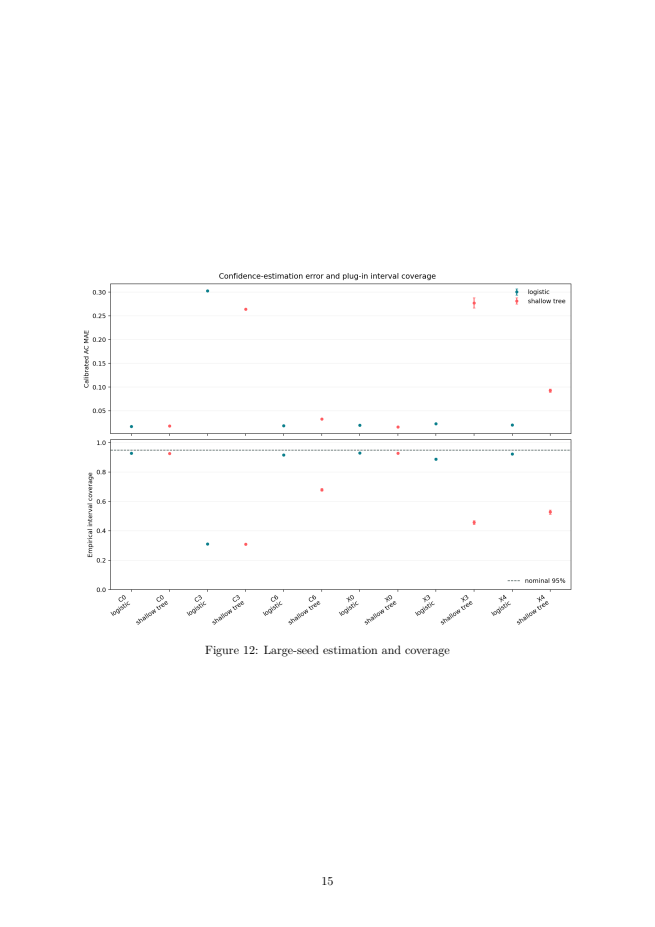 Confidence-estimation error and plug-in interval coverage
logistic
shallow tree
Calibrated AC MAE
0.30
0.25
0.20
0.15
0.10
0.05
Empirical interval coverage
1.0
0.8
0.6
0.4
0.2
0.0
nominal 95%
C0
logistic
C0
shallow tree
C3
logistic
C3
shallow tree
C6
logistic
C6
shallow tree
X0
logistic
X0
shallow tree
X3
logistic
X3
shallow tree
X4
logistic
X4
shallow tree
Figure 12: Large-seed estimation and coverage
15